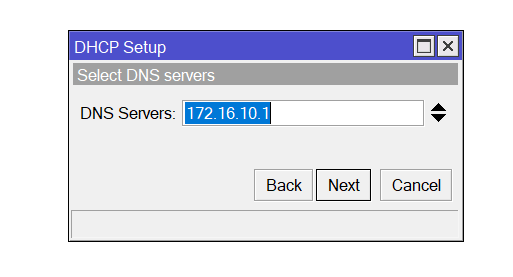 DHCP Setup
Select DNS servers
DNS Servers: 172.16.10.1
Back Next Cancel